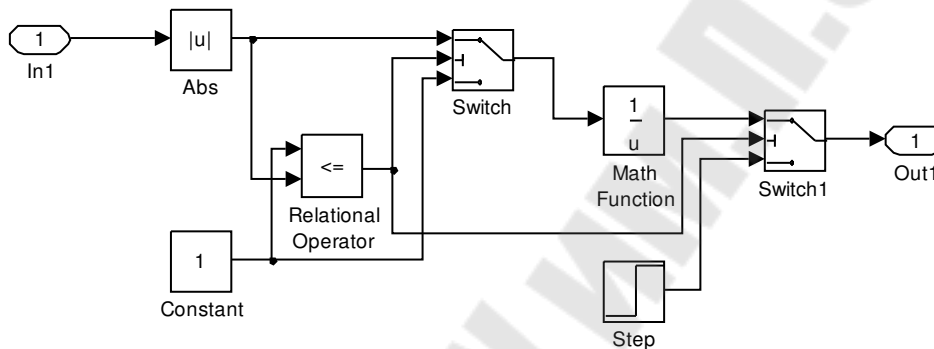 1
In1
|u|
Abs
Switch
<=
Relational
Operator
1
Constant
1
u
Math
Function
Switch1
1
Out1
Step